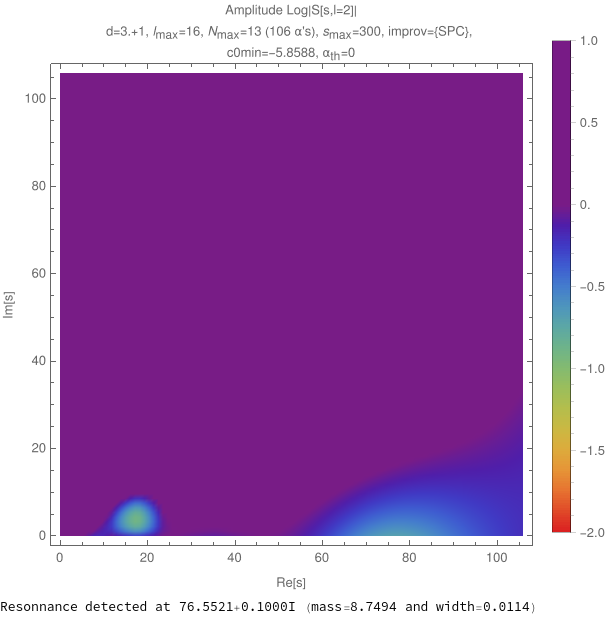 Amplitude Log|S[s,l=2]|
d=3.+1, lmax=16, Nmax=13 (106 α's), smax=300, improv={SPC},
c0min=-5.8588, αth=0
1.0
0.5
0.
-0.5
-1.0
-1.5
-2.0
100
80
60
40
20
0
Im[s]
0 20 40 60 80 100
Re[s]
Resonnance detected at 76.5521+0.1000I (mass=8.7494 and width=0.0114)